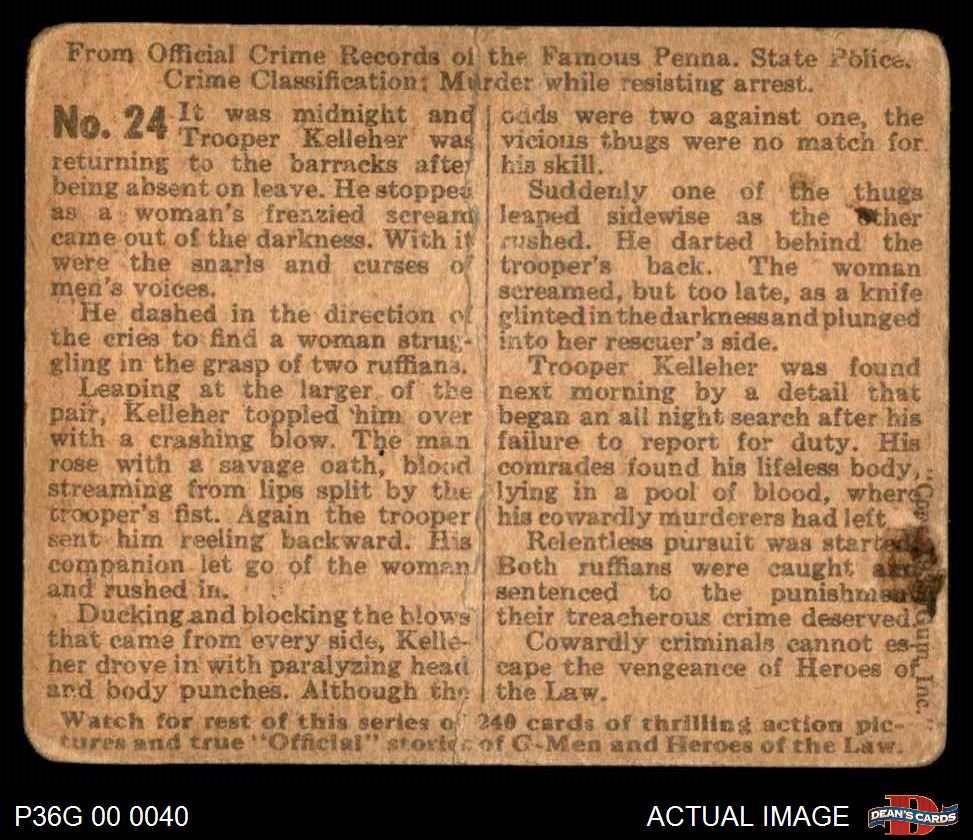 From Official Crime Records of the Famous Penna. State Police.
Crime Classification: Murder while resisting arrest.
No. 24
It was midnight and
Trooper Kelleher was
returning to the barracks after
being absent on leave. He stopped
as a woman's frenzied scream
came out of the darkness. With it
were the snarls and curses of
men's voices.
He dashed in the direction of
the cries to find a woman strug-
gling in the grasp of two ruffians.
Leaping at the larger of the
pair, Kelleher toppled him over
with a crashing blow. The man
rose with a savage oath, blood
streaming from lips split by the
trooper's fist. Again the trooper
sent him reeling backward. His
companion let go of the woman
and rushed in.
Ducking and blocking the blows
that came from every side, Kelle-
her drove in with paralyzing head
and body punches. Although the
odds were two against one, the
vicious thugs were no match for
his skill.
Suddenly one of the thugs
leaped sidewise as the other
rushed. He darted behind the
trooper's back. The woman
screamed, but too late, as a knife
glinted in the darkness and plunged
into her rescuer's side.
Trooper Kelleher was found
next morning by a detail that
began an all night search after his
failure to report for duty. His
comrades found his lifeless body,
lying in a pool of blood, where
his cowardly murderers had left
Relentless pursuit was started
Both ruffians were caught and
sentenced to the punishment
their treacherous crime deserved.
Cowardly criminals cannot es-
cape the vengeance of Heroes of
the Law.
Gum, Inc.
Watch for rest of this series of 240 cards of thrilling action pic-
tures and true "Official" stories of G-Men and Heroes of the Law.
P36G 00 0040
ACTUAL IMAGE
D
DEAN'S CARDS